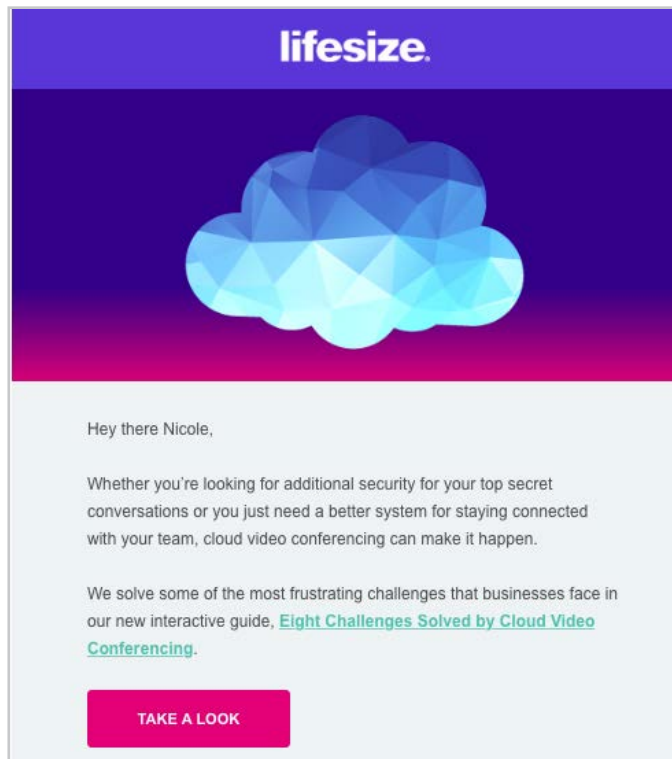 lifesize.
Hey there Nicole,
Whether you’re looking for additional security for your top secret
conversations or you just need a better system for staying connected
with your team, cloud video conferencing can make it happen.
We solve some of the most frustrating challenges that businesses face in
our new interactive guide, Eight Challenges Solved by Cloud Video
Conferencing.
TAKE A LOOK